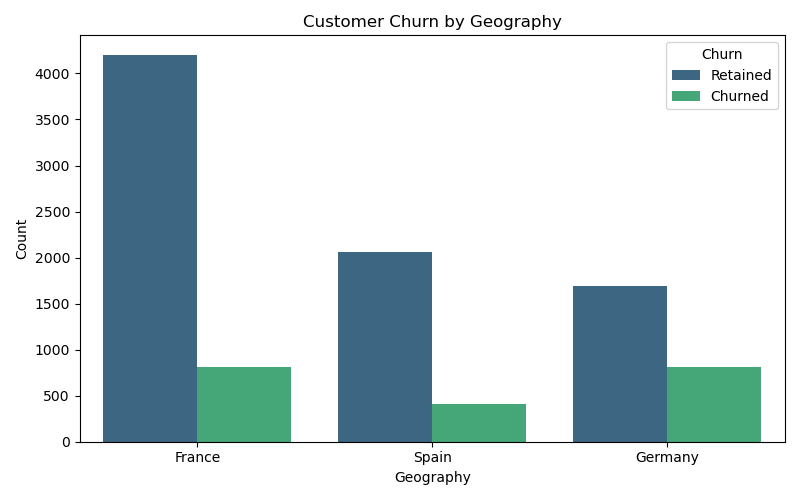 Customer Churn by Geography
Churn
Retained
Churned
Count
4000
3500
3000
2500
2000
1500
1000
500
0
France
Spain
Germany
Geography